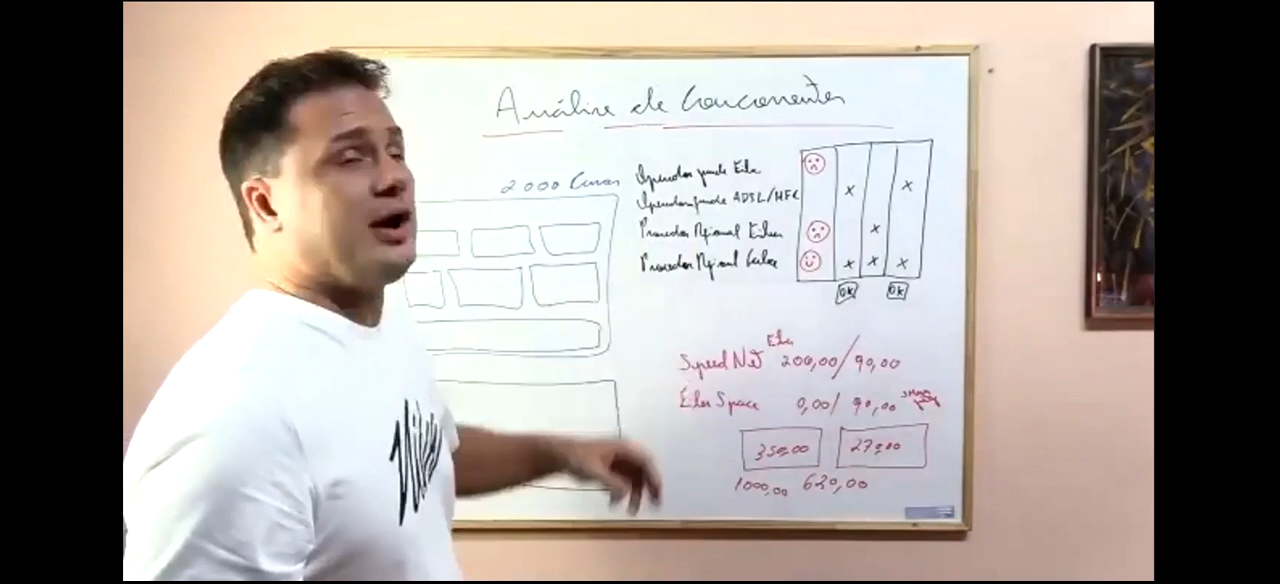 Análise de Concorrentes
2000 Casas
Operadora grande Fibra
Operadora grande ADSL/HFC
Provedor Regional Fibra
Provedor Regional Cabo
x x
x
x x x
OK OK
Fibra
Speed Net 200,00/90,00
Fiber Space 0,00/90,00
350,00 270,00
1000,00 630,00